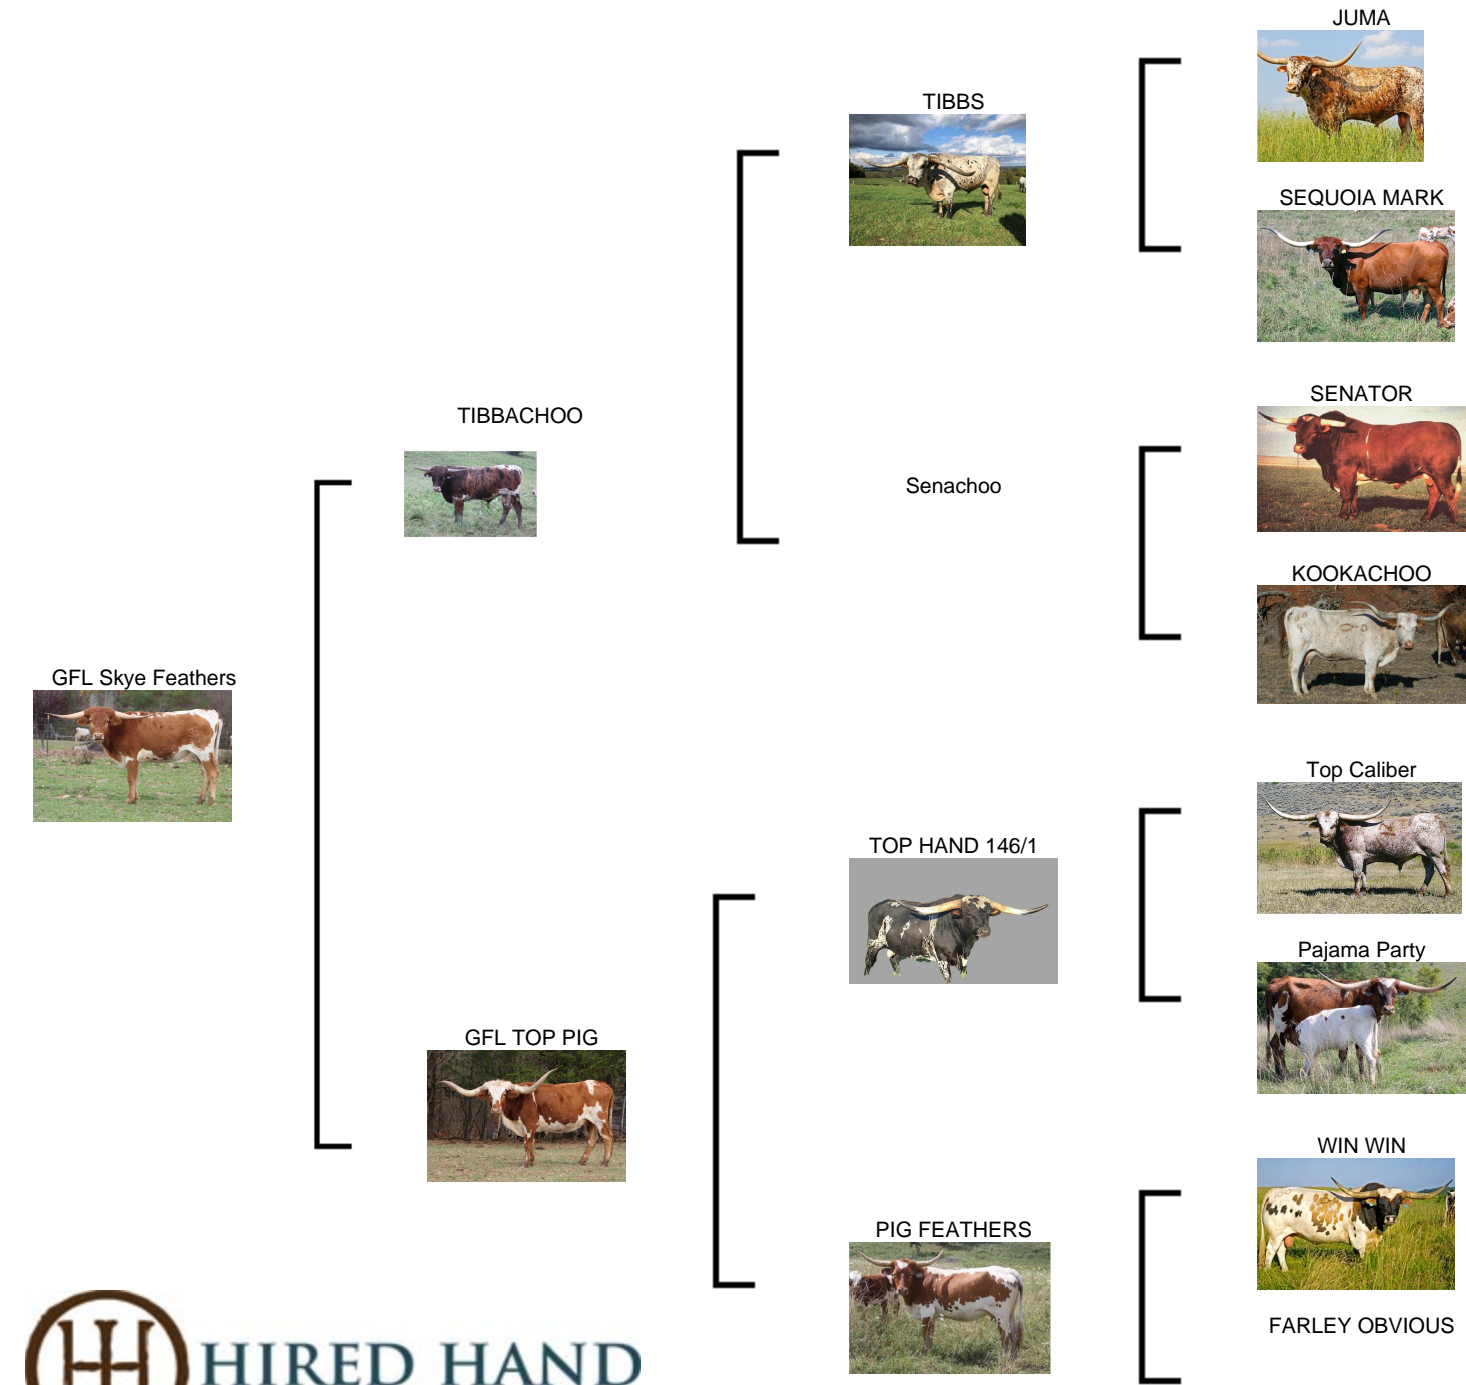 JUMA
TIBBS
SEQUOIA MARK
SENATOR
TIBBACHOO
Senachoo
KOOKACHOO
GFL Skye Feathers
Top Caliber
TOP HAND 146/1
Pajama Party
GFL TOP PIG
WIN WIN
PIG FEATHERS
FARLEY OBVIOUS
HIRED HAND